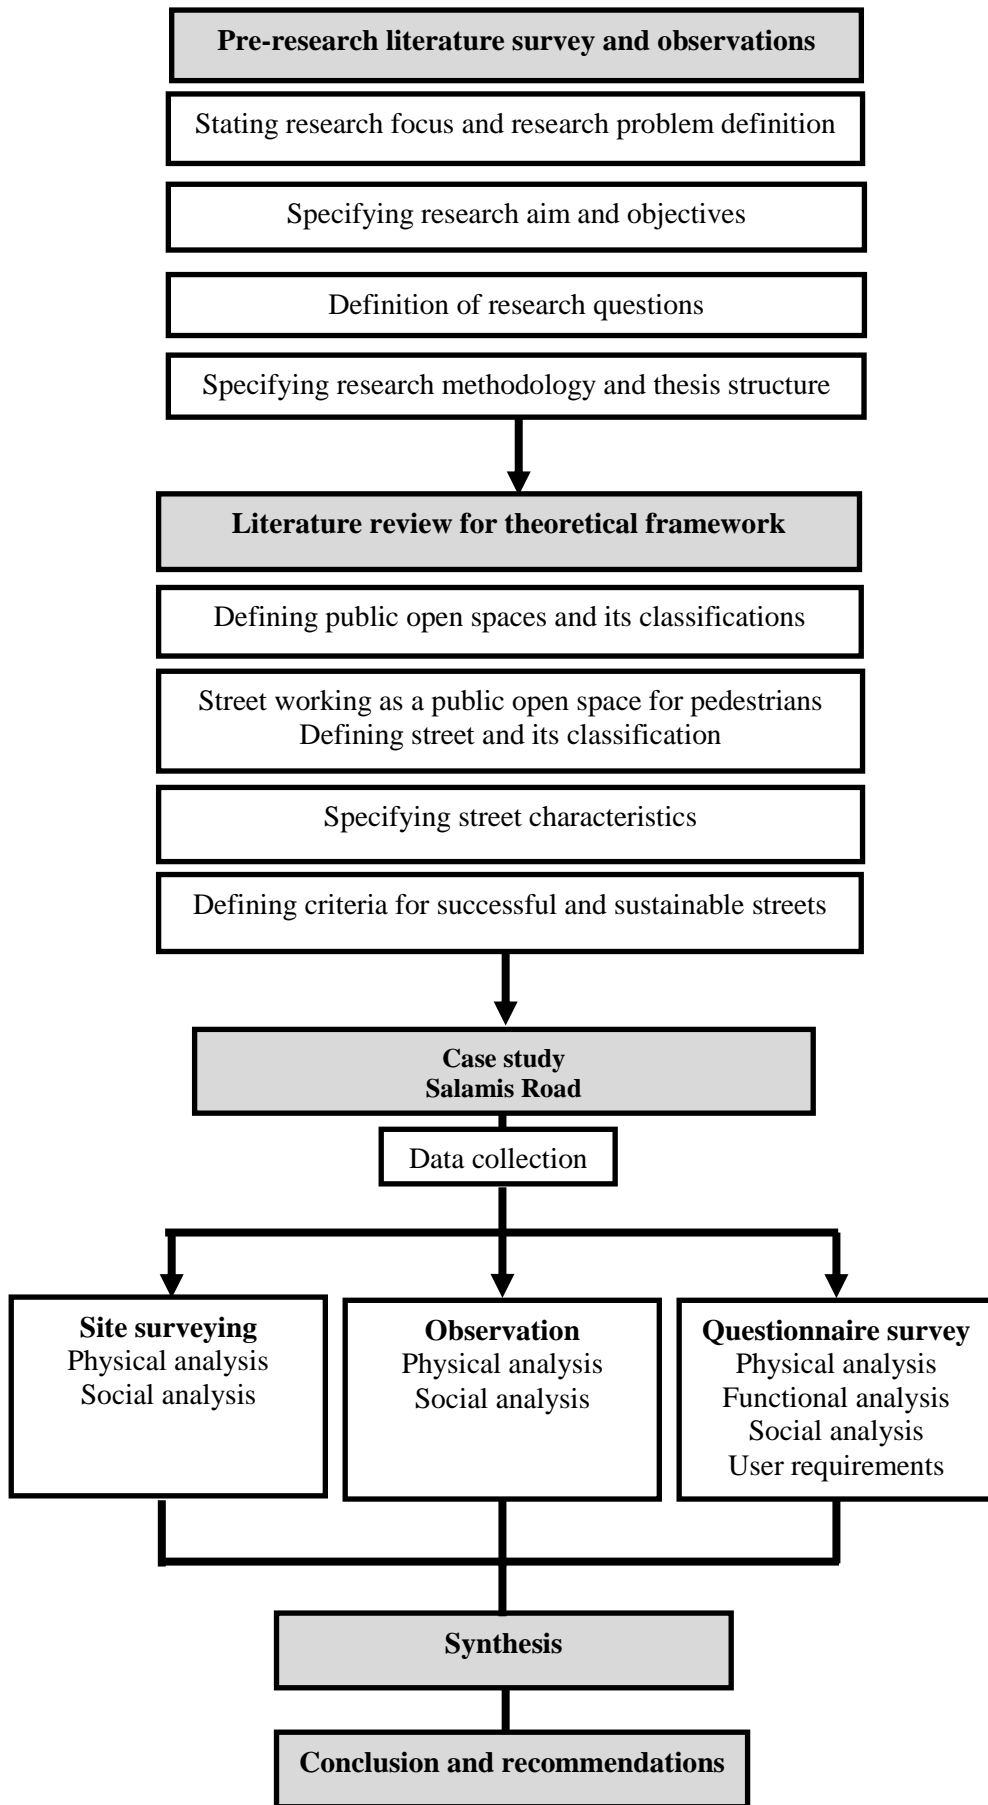 Pre-research literature survey and observations
Stating research focus and research problem definition
Specifying research aim and objectives
Definition of research questions
Specifying research methodology and thesis structure
Literature review for theoretical framework
Defining public open spaces and its classifications
Street working as a public open space for pedestrians
Defining street and its classification
Specifying street characteristics
Defining criteria for successful and sustainable streets
Case study
Salamis Road
Data collection
Site surveying
Physical analysis
Social analysis
Observation
Physical analysis
Social analysis
Questionnaire survey
Physical analysis
Functional analysis
Social analysis
User requirements
Synthesis
Conclusion and recommendations